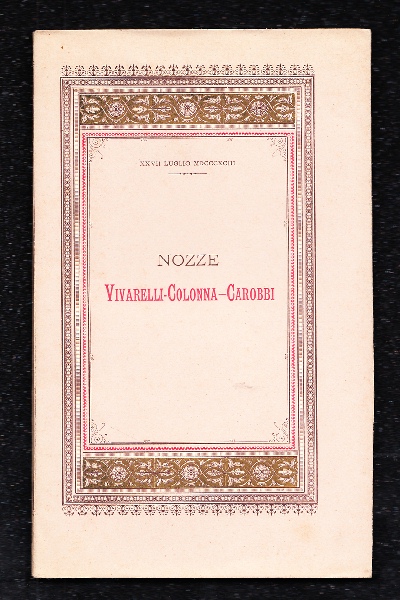 XXVII LUGLIO MDCCCXCIII
NOZZE
VIVARELLI-COLONNA-CAROBBI